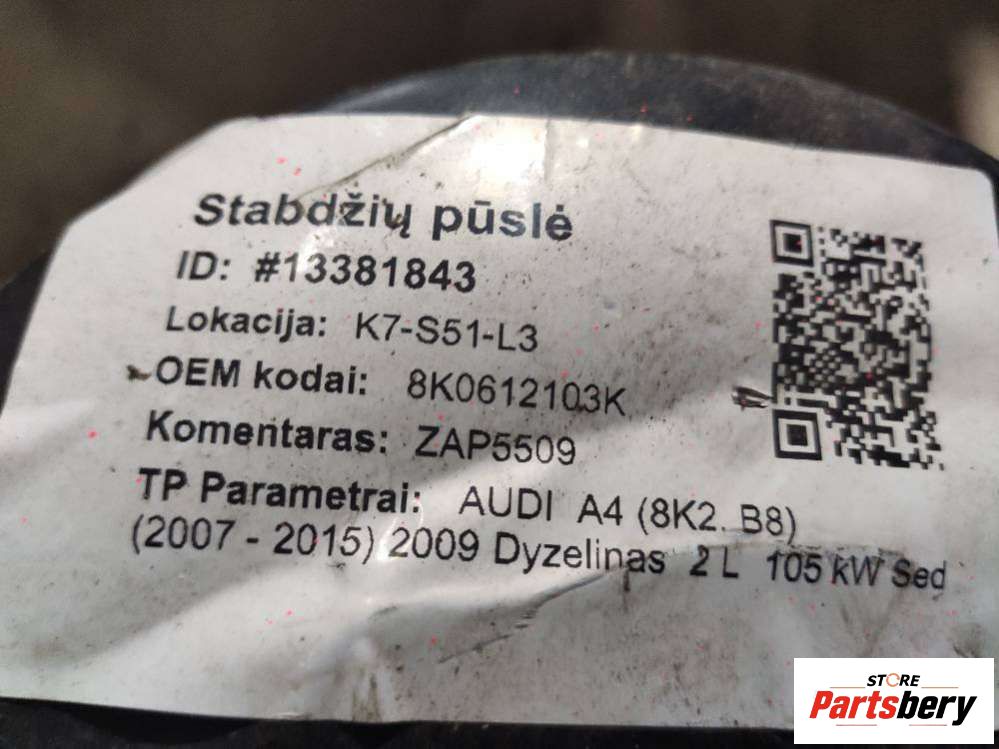 Stabdžių pūslė
ID: #13381843
Lokacija: K7-S51-L3
OEM kodai: 8K0612103K
Komentaras: ZAP5509
TP Parametrai: AUDI A4 (8K2. B8)
(2007 - 2015) 2009 Dyzelinas 2 L 105 kW Sed
STORE
Partsbery